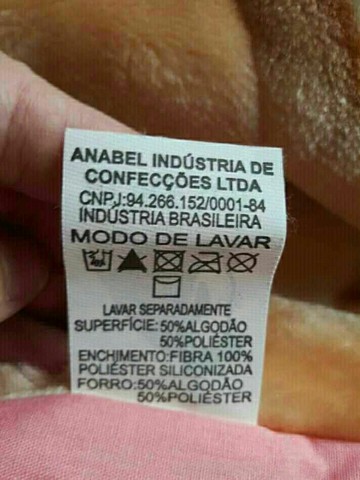 ANABEL INDÚSTRIA DE
CONFECÇÕES LTDA
CNPJ:94.266.152/0001-84
INDÚSTRIA BRASILEIRA
MODO DE LAVAR
LAVAR SEPARADAMENTE
SUPERFÍCIE:50%ALGODÃO
50%POLIÉSTER
ENCHIMENTO:FIBRA 100%
POLIÉSTER SILICONIZADA
FORRO:50%ALGODÃO
50%POLIÉSTER